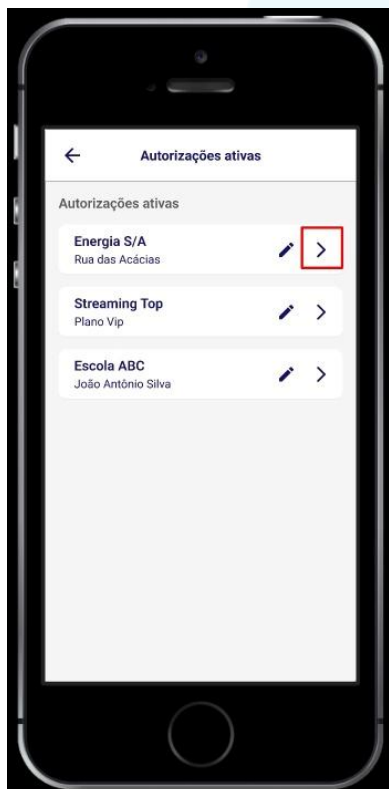 Autorizações ativas
Autorizações ativas
Energia S/A
Rua das Acácias
Streaming Top
Plano Vip
Escola ABC
João Antônio Silva